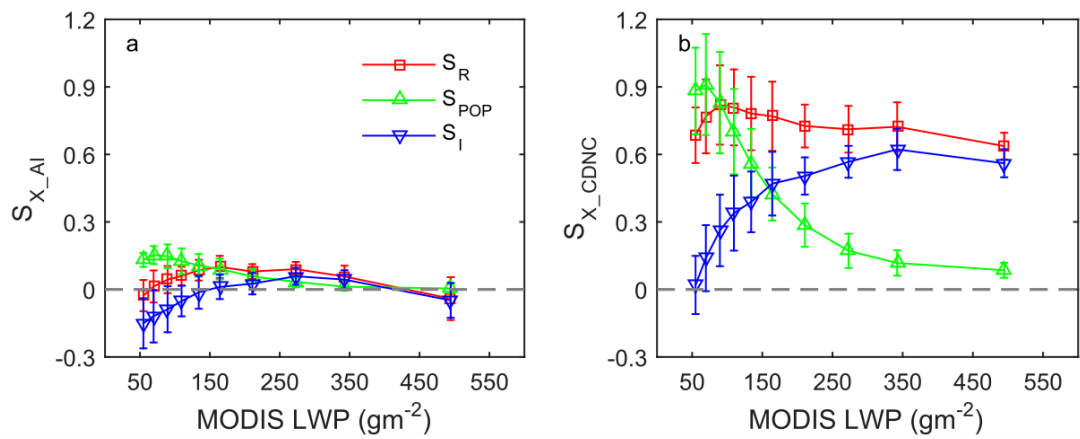 a
S_R
S_POP
S_I
1.2
0.9
0.6
0.3
0
-0.3
S_X_AI
50 150 250 350 450 550
MODIS LWP (gm⁻²)
b
1.2
0.9
0.6
0.3
0
-0.3
S_X_CDNC
50 150 250 350 450 550
MODIS LWP (gm⁻²)